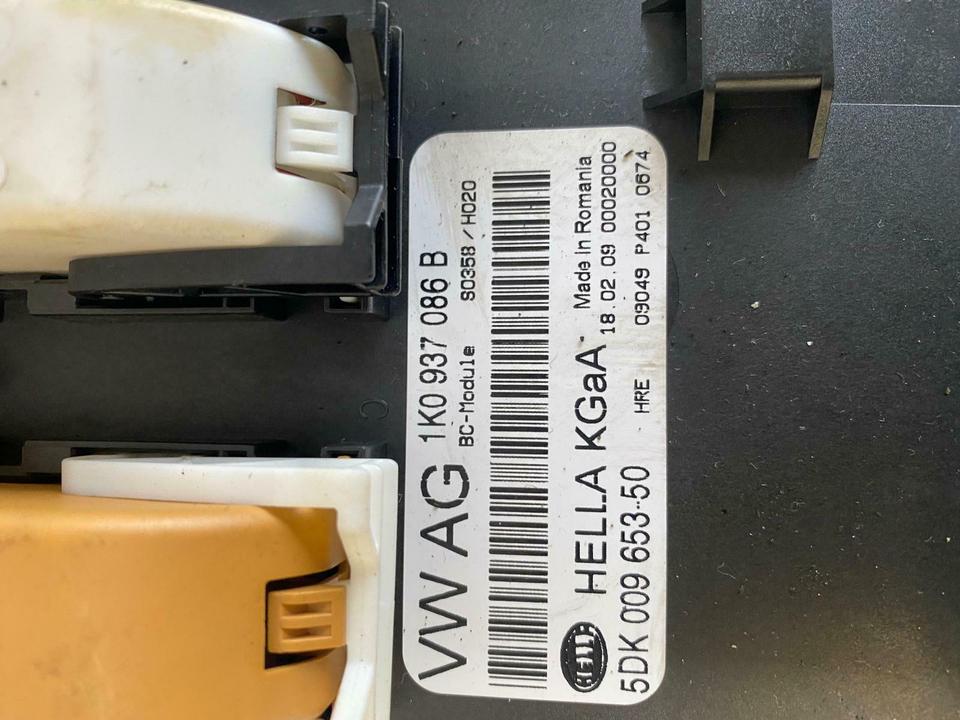 VW AG 1K0 937 086 B
BC-Module S0358 / H020
HELLA HELLA KGaA Made In Romania
18.02.09 00020000
5DK 009 653-50 HRE 09049 P401 0674
C